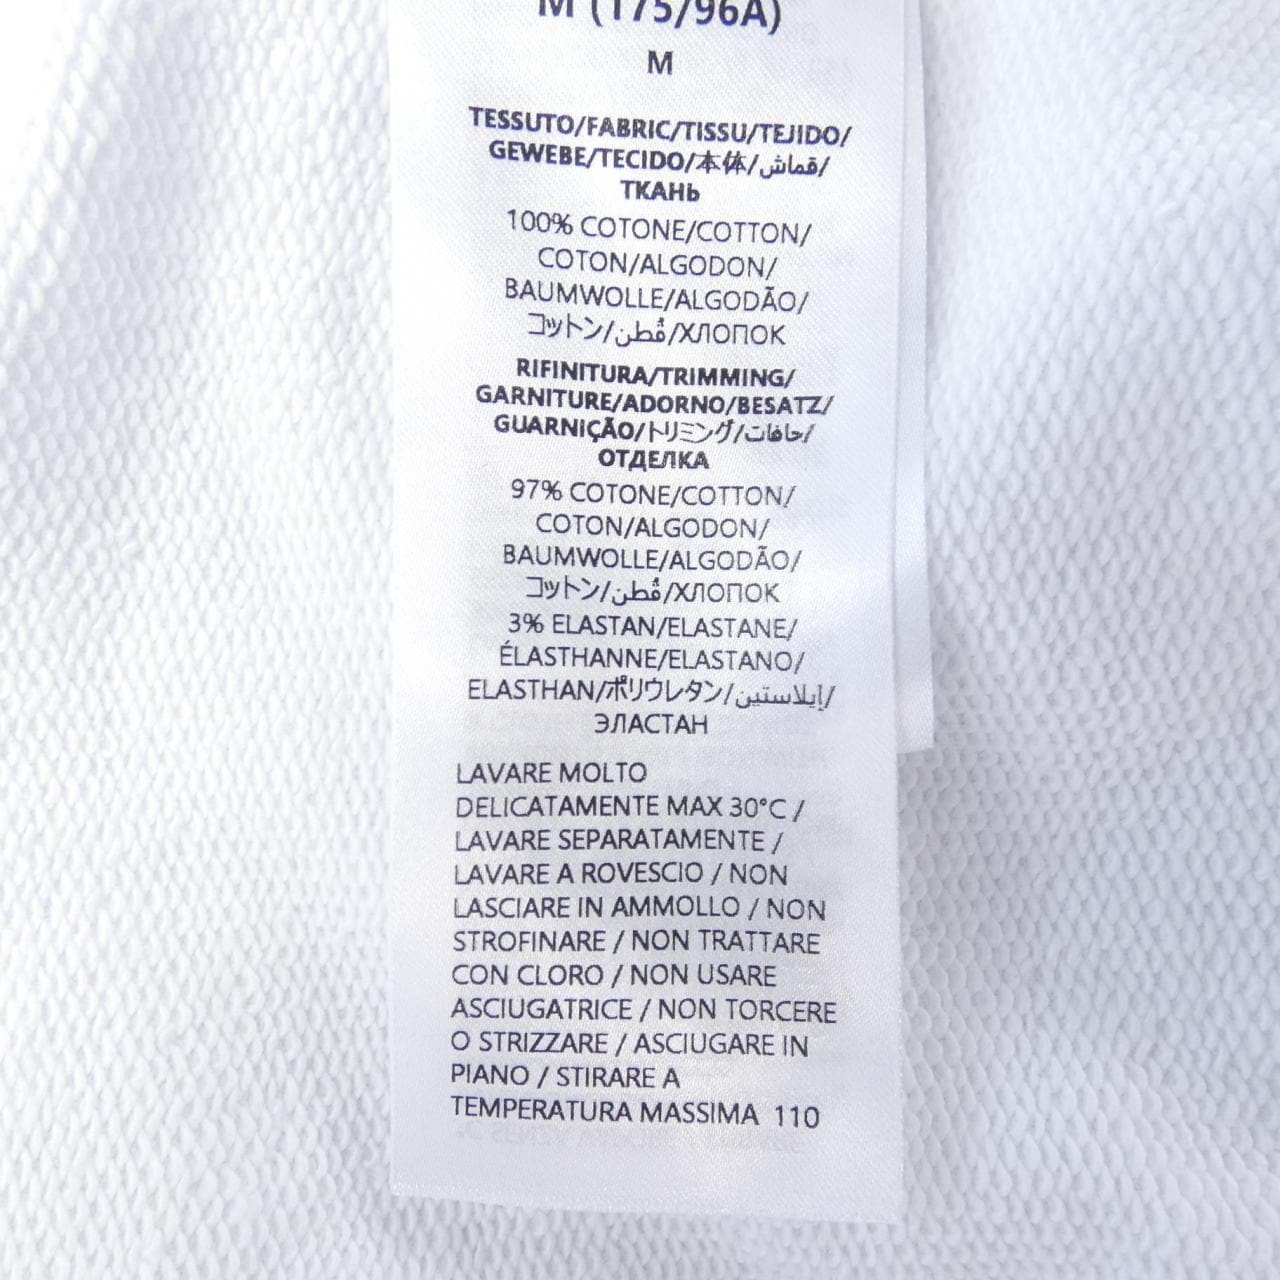 M (175/96A)
M
TESSUTO/FABRIC/TISSU/TEJIDO/
GEWEBE/TECIDO/本体/قماش/
ТКАНЬ
100% COTONE/COTTON/
COTON/ALGODON/
BAUMWOLLE/ALGODÃO/
コットン/قُطن/ХЛОПОК
RIFINITURA/TRIMMING/
GARNITURE/ADORNO/BESATZ/
GUARNIÇÃO/トリミング/حافات/
ОТДЕЛКА
97% COTONE/COTTON/
COTON/ALGODON/
BAUMWOLLE/ALGODÃO/
コットン/قُطن/ХЛОПОК
3% ELASTAN/ELASTANE/
ÉLASTHANNE/ELASTANO/
ELASTHAN/ポリウレタン/إيلاستين/
ЭЛАСТАН
LAVARE MOLTO
DELICATAMENTE MAX 30°C /
LAVARE SEPARATAMENTE /
LAVARE A ROVESCIO / NON
LASCIARE IN AMMOLLO / NON
STROFINARE / NON TRATTARE
CON CLORO / NON USARE
ASCIUGATRICE / NON TORCERE
O STRIZZARE / ASCIUGARE IN
PIANO / STIRARE A
TEMPERATURA MASSIMA 110